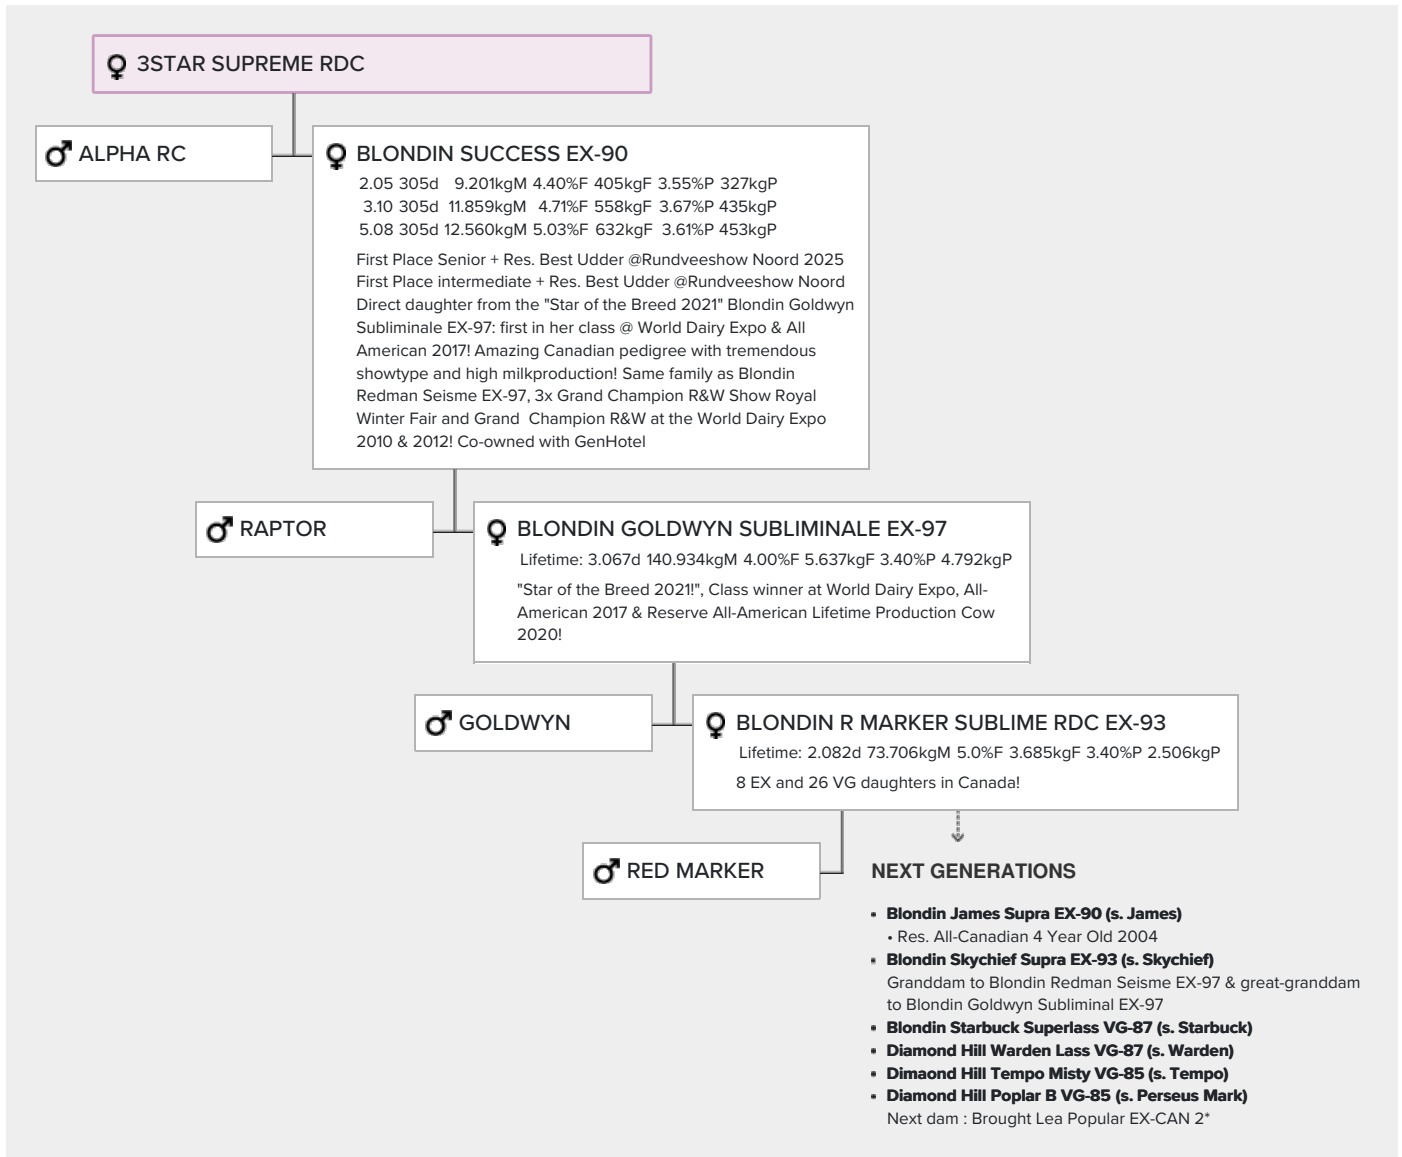 3STAR SUPREME RDC
ALPHA RC
BLONDIN SUCCESS EX-90
2.05 305d 9.201kgM 4.40%F 405kgF 3.55%P 327kgP
3.10 305d 11.859kgM 4.71%F 558kgF 3.67%P 435kgP
5.08 305d 12.560kgM 5.03%F 632kgF 3.61%P 453kgP
First Place Senior + Res. Best Udder @Rundveeshow Noord 2025
First Place intermediate + Res. Best Udder @Rundveeshow Noord
Direct daughter from the "Star of the Breed 2021" Blondin Goldwyn
Subliminale EX-97: first in her class @ World Dairy Expo & All
American 2017! Amazing Canadian pedigree with tremendous
showtype and high milkproduction! Same family as Blondin
Redman Seisme EX-97, 3x Grand Champion R&W Show Royal
Winter Fair and Grand Champion R&W at the World Dairy Expo
2010 & 2012! Co-owned with GenHotel
RAPTOR
BLONDIN GOLDWYN SUBLIMINALE EX-97
Lifetime: 3.067d 140.934kgM 4.00%F 5.637kgF 3.40%P 4.792kgP
"Star of the Breed 2021!", Class winner at World Dairy Expo, All-
American 2017 & Reserve All-American Lifetime Production Cow
2020!
GOLDWYN
BLONDIN R MARKER SUBLIME RDC EX-93
Lifetime: 2.082d 73.706kgM 5.0%F 3.685kgF 3.40%P 2.506kgP
8 EX and 26 VG daughters in Canada!
RED MARKER
NEXT GENERATIONS
• Blondin James Supra EX-90 (s. James)
• Res. All-Canadian 4 Year Old 2004
• Blondin Skychief Supra EX-93 (s. Skychief)
Granddam to Blondin Redman Seisme EX-97 & great-granddam
to Blondin Goldwyn Subliminal EX-97
• Blondin Starbuck Superlass VG-87 (s. Starbuck)
• Diamond Hill Warden Lass VG-87 (s. Warden)
• Dimaond Hill Tempo Misty VG-85 (s. Tempo)
• Diamond Hill Poplar B VG-85 (s. Perseus Mark)
Next dam : Brought Lea Popular EX-CAN 2*